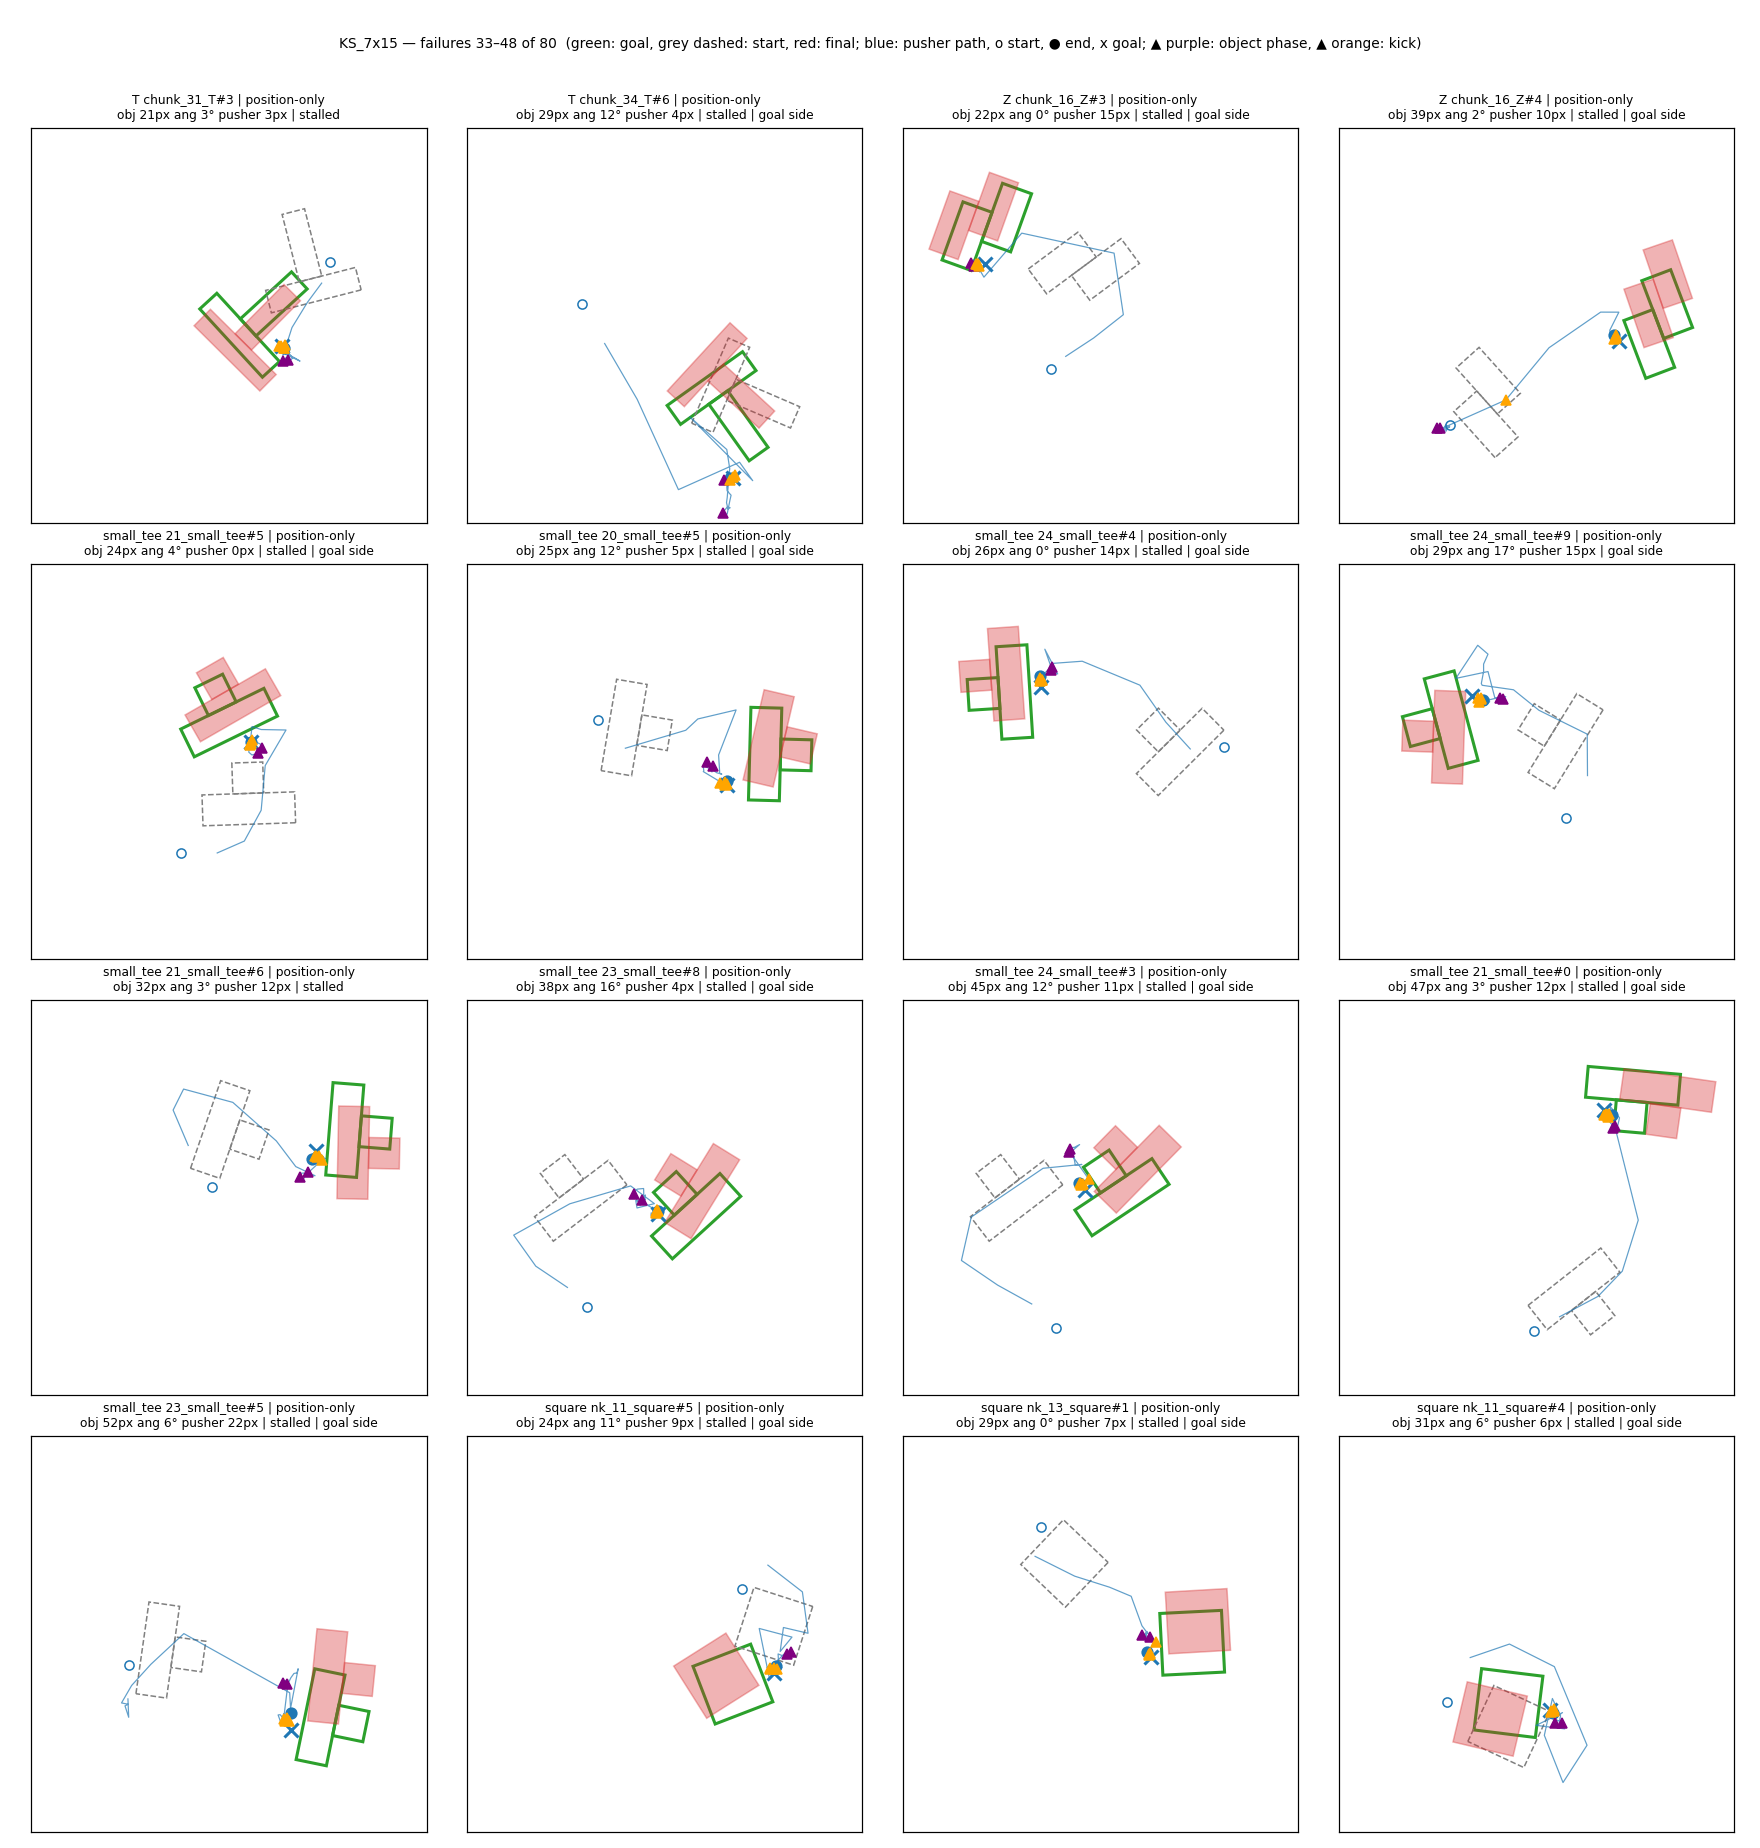 KS_7x15 — failures 33–48 of 80  (green: goal, grey dashed: start, red: final; blue: pusher path, o start, ● end, x goal; ▲ purple: object phase, ▲ orange: kick)
T chunk_31_T#3 | position-only
obj 21px ang 3° pusher 3px | stalled
T chunk_34_T#6 | position-only
obj 29px ang 12° pusher 4px | stalled | goal side
Z chunk_16_Z#3 | position-only
obj 22px ang 0° pusher 15px | stalled | goal side
Z chunk_16_Z#4 | position-only
obj 39px ang 2° pusher 10px | stalled | goal side
small_tee 21_small_tee#5 | position-only
obj 24px ang 4° pusher 0px | stalled | goal side
small_tee 20_small_tee#5 | position-only
obj 25px ang 12° pusher 5px | stalled | goal side
small_tee 24_small_tee#4 | position-only
obj 26px ang 0° pusher 14px | stalled | goal side
small_tee 24_small_tee#9 | position-only
obj 29px ang 17° pusher 15px | goal side
small_tee 21_small_tee#6 | position-only
obj 32px ang 3° pusher 12px | stalled
small_tee 23_small_tee#8 | position-only
obj 38px ang 16° pusher 4px | stalled | goal side
small_tee 24_small_tee#3 | position-only
obj 45px ang 12° pusher 11px | stalled | goal side
small_tee 21_small_tee#0 | position-only
obj 47px ang 3° pusher 12px | stalled | goal side
small_tee 23_small_tee#5 | position-only
obj 52px ang 6° pusher 22px | stalled | goal side
square nk_11_square#5 | position-only
obj 24px ang 11° pusher 9px | stalled | goal side
square nk_13_square#1 | position-only
obj 29px ang 0° pusher 7px | stalled | goal side
square nk_11_square#4 | position-only
obj 31px ang 6° pusher 6px | stalled | goal side